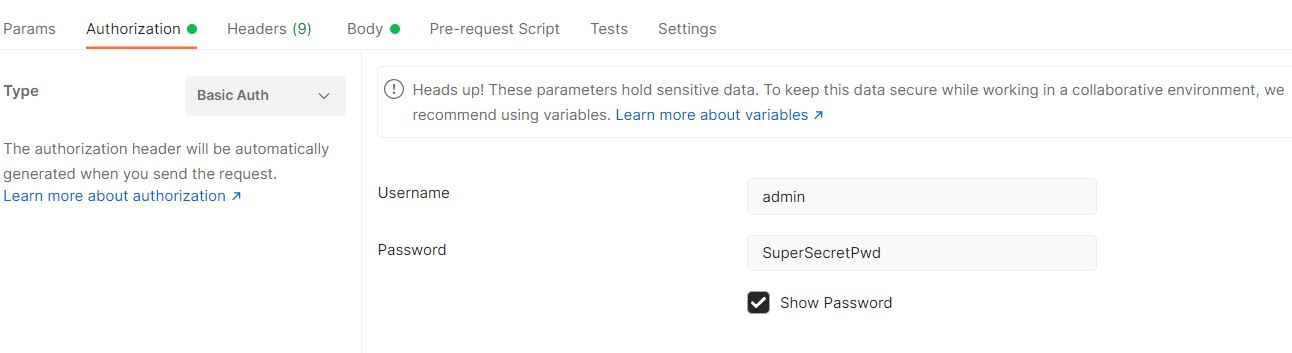 Params Authorization Headers (9) Body Pre-request Script Tests Settings
Type Basic Auth
The authorization header will be automatically
generated when you send the request.
Learn more about authorization ↗
Heads up! These parameters hold sensitive data. To keep this data secure while working in a collaborative environment, we
recommend using variables. Learn more about variables ↗
Username admin
Password SuperSecretPwd
Show Password